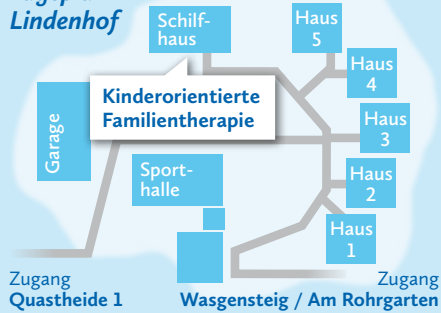 Lindenhof
Schilf-
haus
Haus
5
Haus
4
Kinderorientierte
Familientherapie
Garage
Haus
3
Sport-
halle
Haus
2
Haus
1
Zugang
Quastheide 1
Zugang
Wasgensteig / Am Rohrgarten